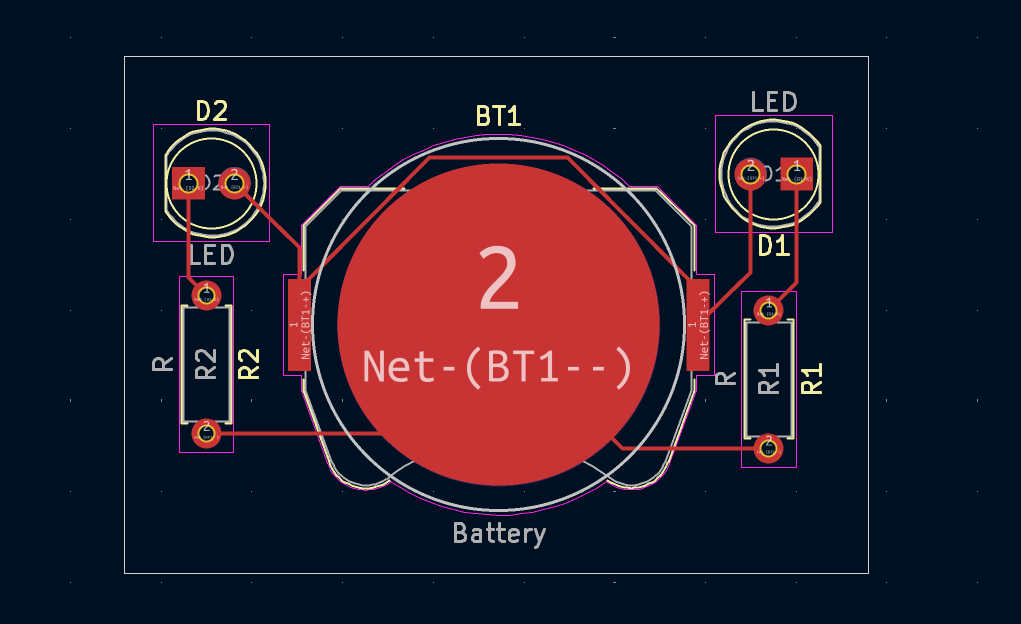 D2
BT1
LED
1
2
D2
2
D1
1
LED
D1
2
Net-(BT1--)
1
Net-(BT1-+)
1
Net-(BT1-+)
1
R
R2
R2
2
1
R
R1
R1
2
Battery